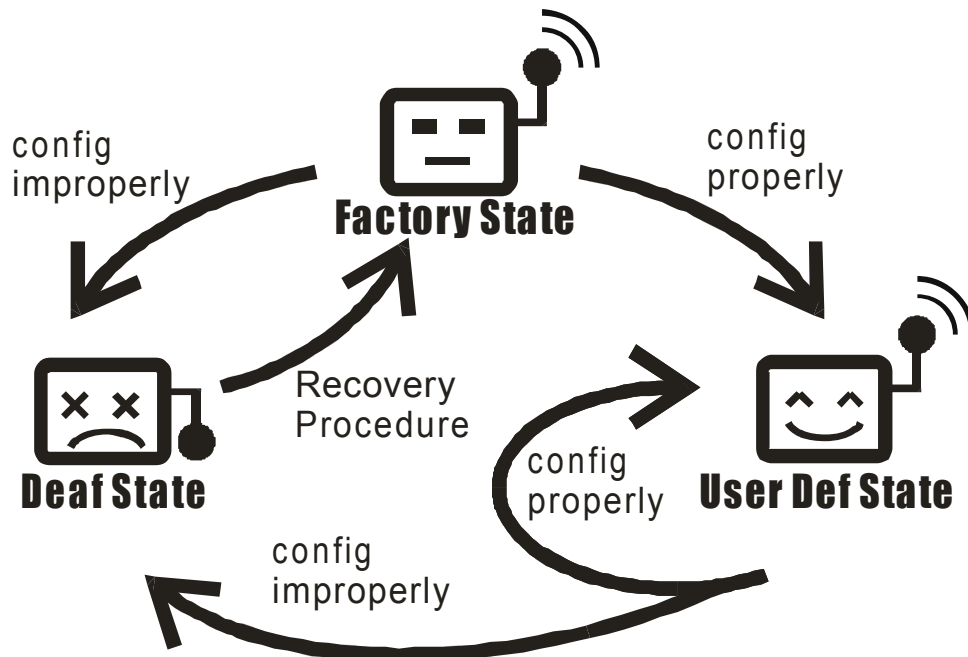 config
improperly
config
properly
Factory State
Recovery
Procedure
Deaf State
config
properly
User Def State
config
improperly